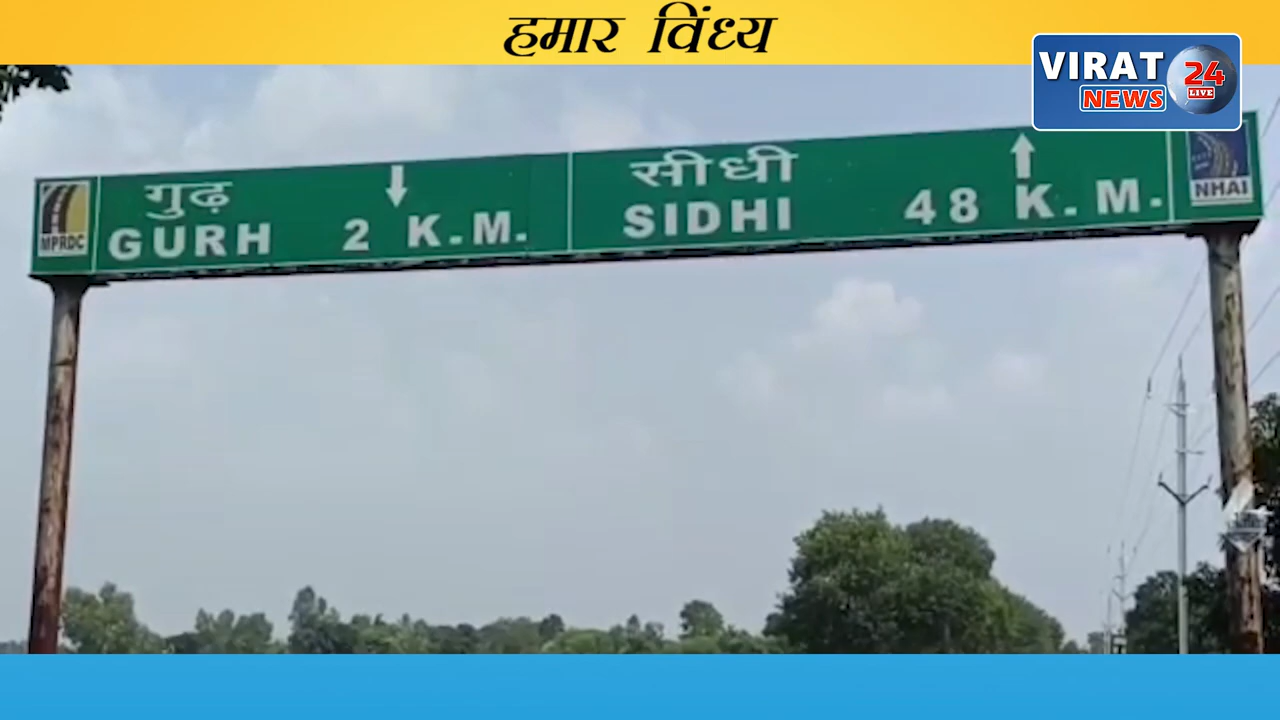 हमार विंध्य
VIRAT
24
NEWS
LIVE
MPRDC
गुढ़
GURH 2 K.M.
सीधी
SIDHI 48 K.M.
NHAI